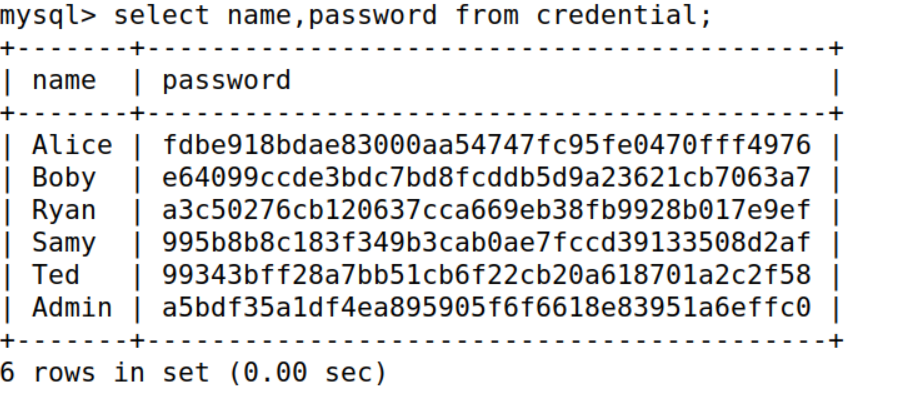 mysql> select name,password from credential;
+-------+------------------------------------------+
| name  | password                                 |
+-------+------------------------------------------+
| Alice | fdbe918bdae83000aa54747fc95fe0470fff4976 |
| Boby  | e64099ccde3bdc7bd8fcddb5d9a23621cb7063a7 |
| Ryan  | a3c50276cb120637cca669eb38fb9928b017e9ef |
| Samy  | 995b8b8c183f349b3cab0ae7fccd39133508d2af |
| Ted   | 99343bff28a7bb51cb6f22cb20a618701a2c2f58 |
| Admin | a5bdf35a1df4ea895905f6f6618e83951a6effc0 |
+-------+------------------------------------------+
6 rows in set (0.00 sec)